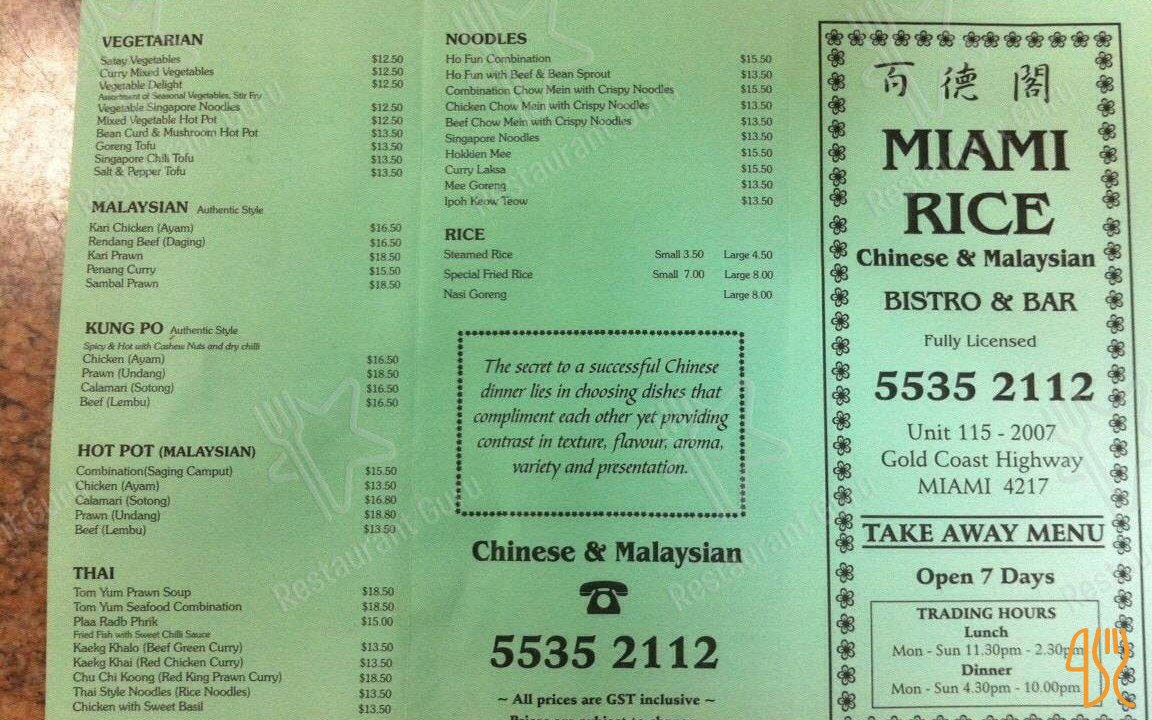 VEGETARIAN
Satay Vegetables $12.50
Curry Mixed Vegetables $12.50
Vegetable Delight $12.50
Assortment of Seasonal Vegetables, Stir Fry
Vegetable Singapore Noodles $12.50
Mixed Vegetable Hot Pot $12.50
Bean Curd & Mushroom Hot Pot $13.50
Goreng Tofu $13.50
Singapore Chili Tofu $13.50
Salt & Pepper Tofu $13.50
MALAYSIAN Authentic Style
Kari Chicken (Ayam) $16.50
Rendang Beef (Daging) $16.50
Kari Prawn $18.50
Penang Curry $15.50
Sambal Prawn $18.50
KUNG PO Authentic Style
Spicy & Hot with Cashew Nuts and dry chilli
Chicken (Ayam) $16.50
Prawn (Undang) $18.50
Calamari (Sotong) $16.50
Beef (Lembu) $16.50
HOT POT (MALAYSIAN)
Combination(Saging Camput) $15.50
Chicken (Ayam) $13.50
Calamari (Sotong) $16.80
Prawn (Undang) $18.80
Beef (Lembu) $13.50
THAI
Tom Yum Prawn Soup $18.50
Tom Yum Seafood Combination $18.50
Plaa Radb Phrik $15.00
Fried Fish with Sweet Chilli Sauce
Kaekg Khalo (Beef Green Curry) $13.50
Kaekg Khai (Red Chicken Curry) $13.50
Chu Chi Koong (Red King Prawn Curry) $18.50
Thai Style Noodles (Rice Noodles) $13.50
Chicken with Sweet Basil $13.50
NOODLES
Ho Fun Combination $15.50
Ho Fun with Beef & Bean Sprout $13.50
Combination Chow Mein with Crispy Noodles $15.50
Chicken Chow Mein with Crispy Noodles $13.50
Beef Chow Mein with Crispy Noodles $13.50
Singapore Noodles $13.50
Hokkien Mee $15.50
Curry Laksa $15.50
Mee Goreng $13.50
Ipoh Keow Teow $13.50
RICE
Steamed Rice Small 3.50 Large 4.50
Special Fried Rice Small 7.00 Large 8.00
Nasi Goreng Large 8.00
The secret to a successful Chinese
dinner lies in choosing dishes that
compliment each other yet providing
contrast in texture, flavour, aroma,
variety and presentation.
Chinese & Malaysian
5535 2112
~ All prices are GST inclusive ~
Prices are subject to change
百德閣
MIAMI
RICE
Chinese & Malaysian
BISTRO & BAR
Fully Licensed
5535 2112
Unit 115 - 2007
Gold Coast Highway
MIAMI 4217
TAKE AWAY MENU
Open 7 Days
TRADING HOURS
Lunch
Mon - Sun 11.30pm - 2.30pm
Dinner
Mon - Sun 4.30pm - 10.00pm
Restaurant Guru